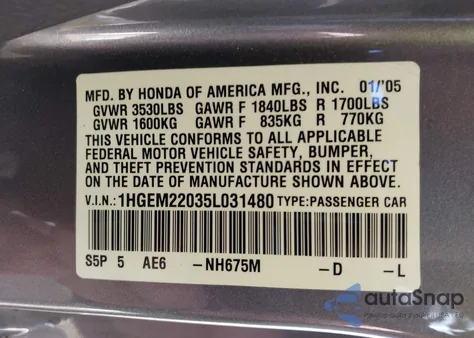 MFD. BY HONDA OF AMERICA MFG., INC. 01/'05
GVWR 3530LBS GAWR F 1840LBS R 1700LBS
GVWR 1600KG GAWR F 835KG R 770KG
THIS VEHICLE CONFORMS TO ALL APPLICABLE
FEDERAL MOTOR VEHICLE SAFETY, BUMPER,
AND THEFT PREVENTION STANDARDS IN EFFECT
ON THE DATE OF MANUFACTURE SHOWN ABOVE.
V.I.N.: 1HGEM22035L031480 TYPE: PASSENGER CAR
S5P 5 AE6 -NH675M -D -L
autoSnap